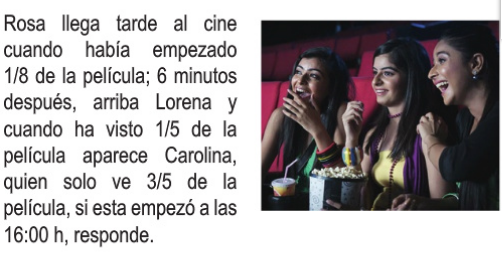 Rosa llega tarde al cine
cuando había empezado
1/8 de la película; 6 minutos
después, arriba Lorena y
cuando ha visto 1/5 de la
película aparece Carolina,
quien solo ve 3/5 de la
película, si esta empezó a las
16:00 h, responde.